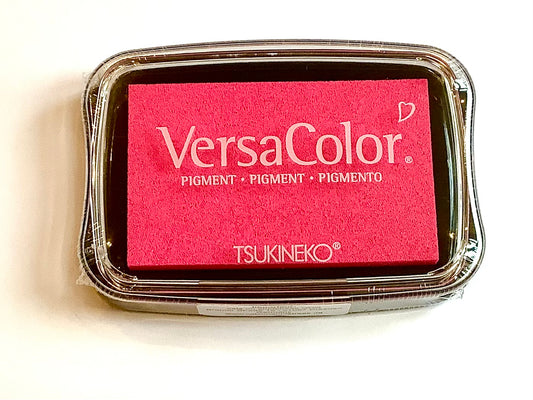 VersaColor®
PIGMENT • PIGMENT • PIGMENTO
TSUKINEKO®